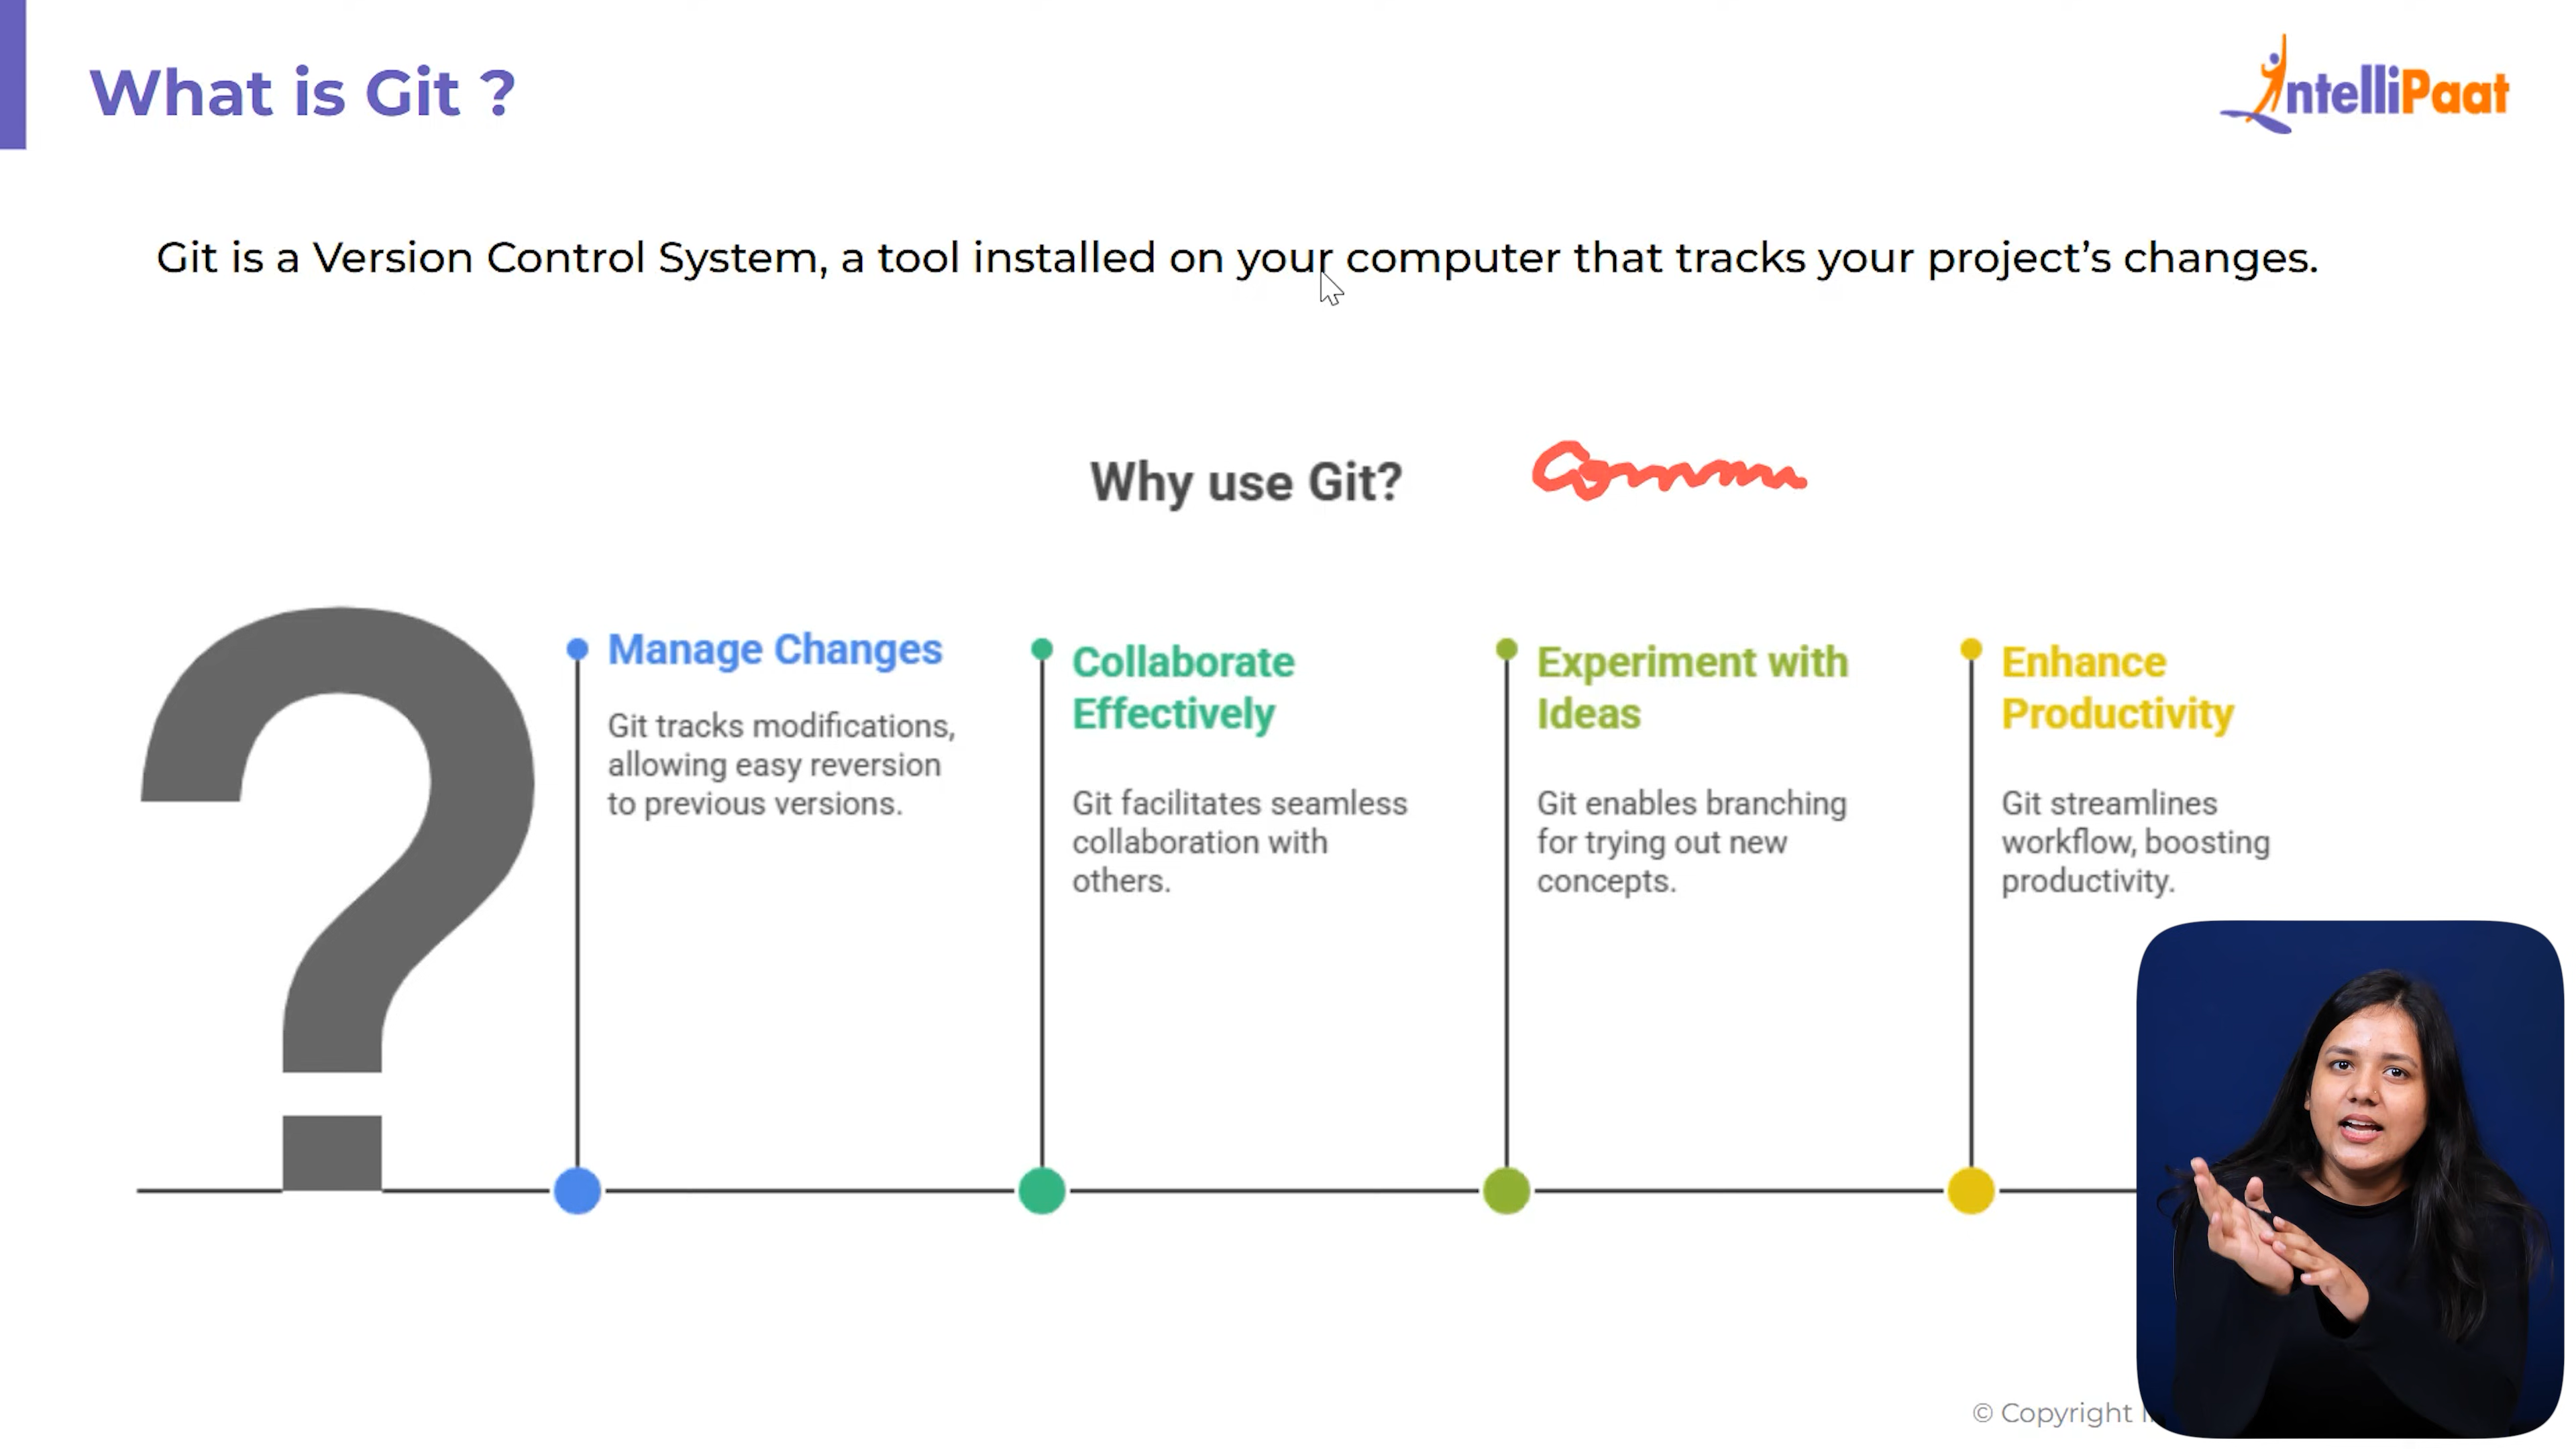 What is Git ?
IntelliPaat
Git is a Version Control System, a tool installed on your computer that tracks your project’s changes.
Why use Git?
Manage Changes
Git tracks modifications,
allowing easy reversion
to previous versions.
Collaborate
Effectively
Git facilitates seamless
collaboration with
others.
Experiment with
Ideas
Git enables branching
for trying out new
concepts.
Enhance
Productivity
Git streamlines
workflow, boosting
productivity.
© Copyright